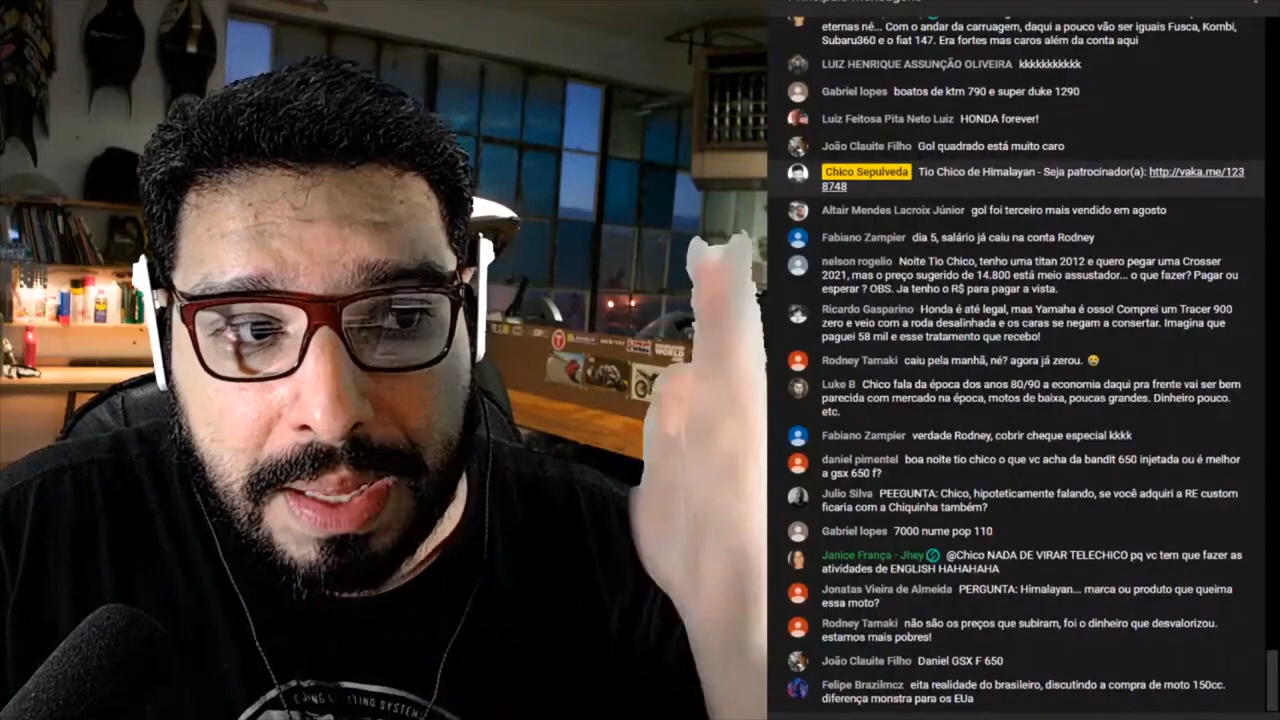 eternas né... Com o andar da carruagem, daqui a pouco vão ser iguais Fusca, Kombi,
Subaru360 e o fiat 147. Era fortes mas caros além da conta aqui
LUIZ HENRIQUE ASSUNÇÃO OLIVEIRA kkkkkkkkkkk
Gabriel lopes boatos de ktm 790 e super duke 1290
Luiz Feitosa Pita Neto Luiz HONDA forever!
João Clauite Filho Gol quadrado está muito caro
Chico Sepulveda Tio Chico de Himalayan - Seja patrocinador(a): http://vaka.me/123
8748
Altair Mendes Lacroix Júnior gol foi terceiro mais vendido em agosto
Fabiano Zampier dia 5, salário já caiu na conta Rodney
nelson rogelio Noite Tio Chico, tenho uma titan 2012 e quero pegar uma Crosser
2021, mas o preço sugerido de 14.800 está meio assustador... o que fazer? Pagar ou
esperar ? OBS. Ja tenho o R$ para pagar a vista.
Ricardo Gasparino Honda é até legal, mas Yamaha é osso! Comprei um Tracer 900
zero e veio com a roda desalinhada e os caras se negam a consertar. Imagina que
paguei 58 mil e esse tratamento que recebo!
Rodney Tamaki caiu pela manhã, né? agora já zerou. 😅
Luke B Chico fala da época dos anos 80/90 a economia daqui pra frente vai ser bem
parecida com mercado na época, motos de baixa, poucas grandes. Dinheiro pouco.
etc.
Fabiano Zampier verdade Rodney, cobrir cheque especial kkkk
daniel pimentel boa noite tio chico o que vc acha da bandit 650 injetada ou é melhor
a gsx 650 f?
Julio Silva PEEGUNTA: Chico, hipoteticamente falando, se você adquiri a RE custom
ficaria com a Chiquinha também?
Gabriel lopes 7000 nume pop 110
Janice França - Jhey @Chico NADA DE VIRAR TELECHICO pq vc tem que fazer as
atividades de ENGLISH HAHAHAHA
Jonatas Vieira de Almeida PERGUNTA: Himalayan... marca ou produto que queima
essa moto?
Rodney Tamaki não são os preços que subiram, foi o dinheiro que desvalorizou.
estamos mais pobres!
João Clauite Filho Daniel GSX F 650
Felipe Brazilmcz eita realidade do brasileiro, discutindo a compra de moto 150cc.
diferença monstra para os EUa